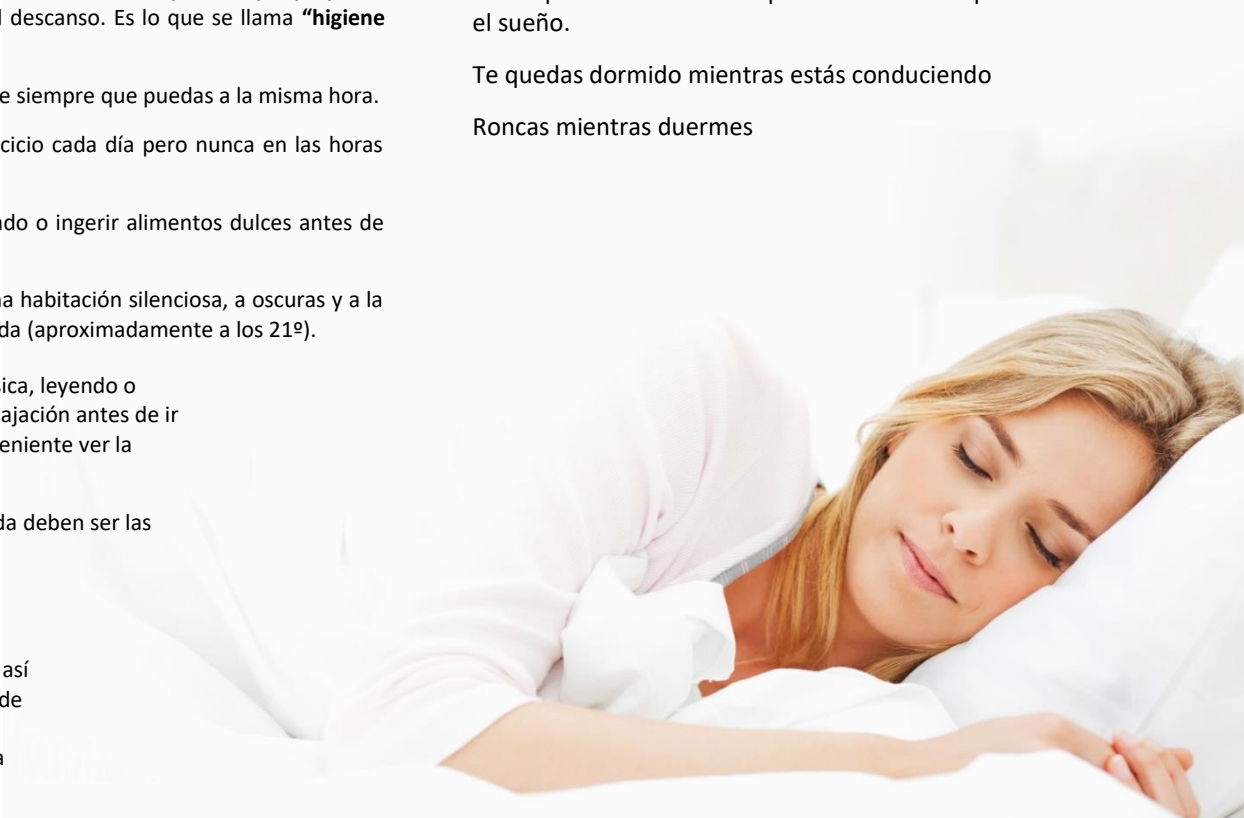 l descanso. Es lo que se llama “higiene
e siempre que puedas a la misma hora.
cicio cada día pero nunca en las horas
do o ingerir alimentos dulces antes de
a habitación silenciosa, a oscuras y a la
da (aproximadamente a los 21º).
sica, leyendo o
ajación antes de ir
eniente ver la
da deben ser las
así
de
a
el sueño.
Te quedas dormido mientras estás conduciendo
Roncas mientras duermes